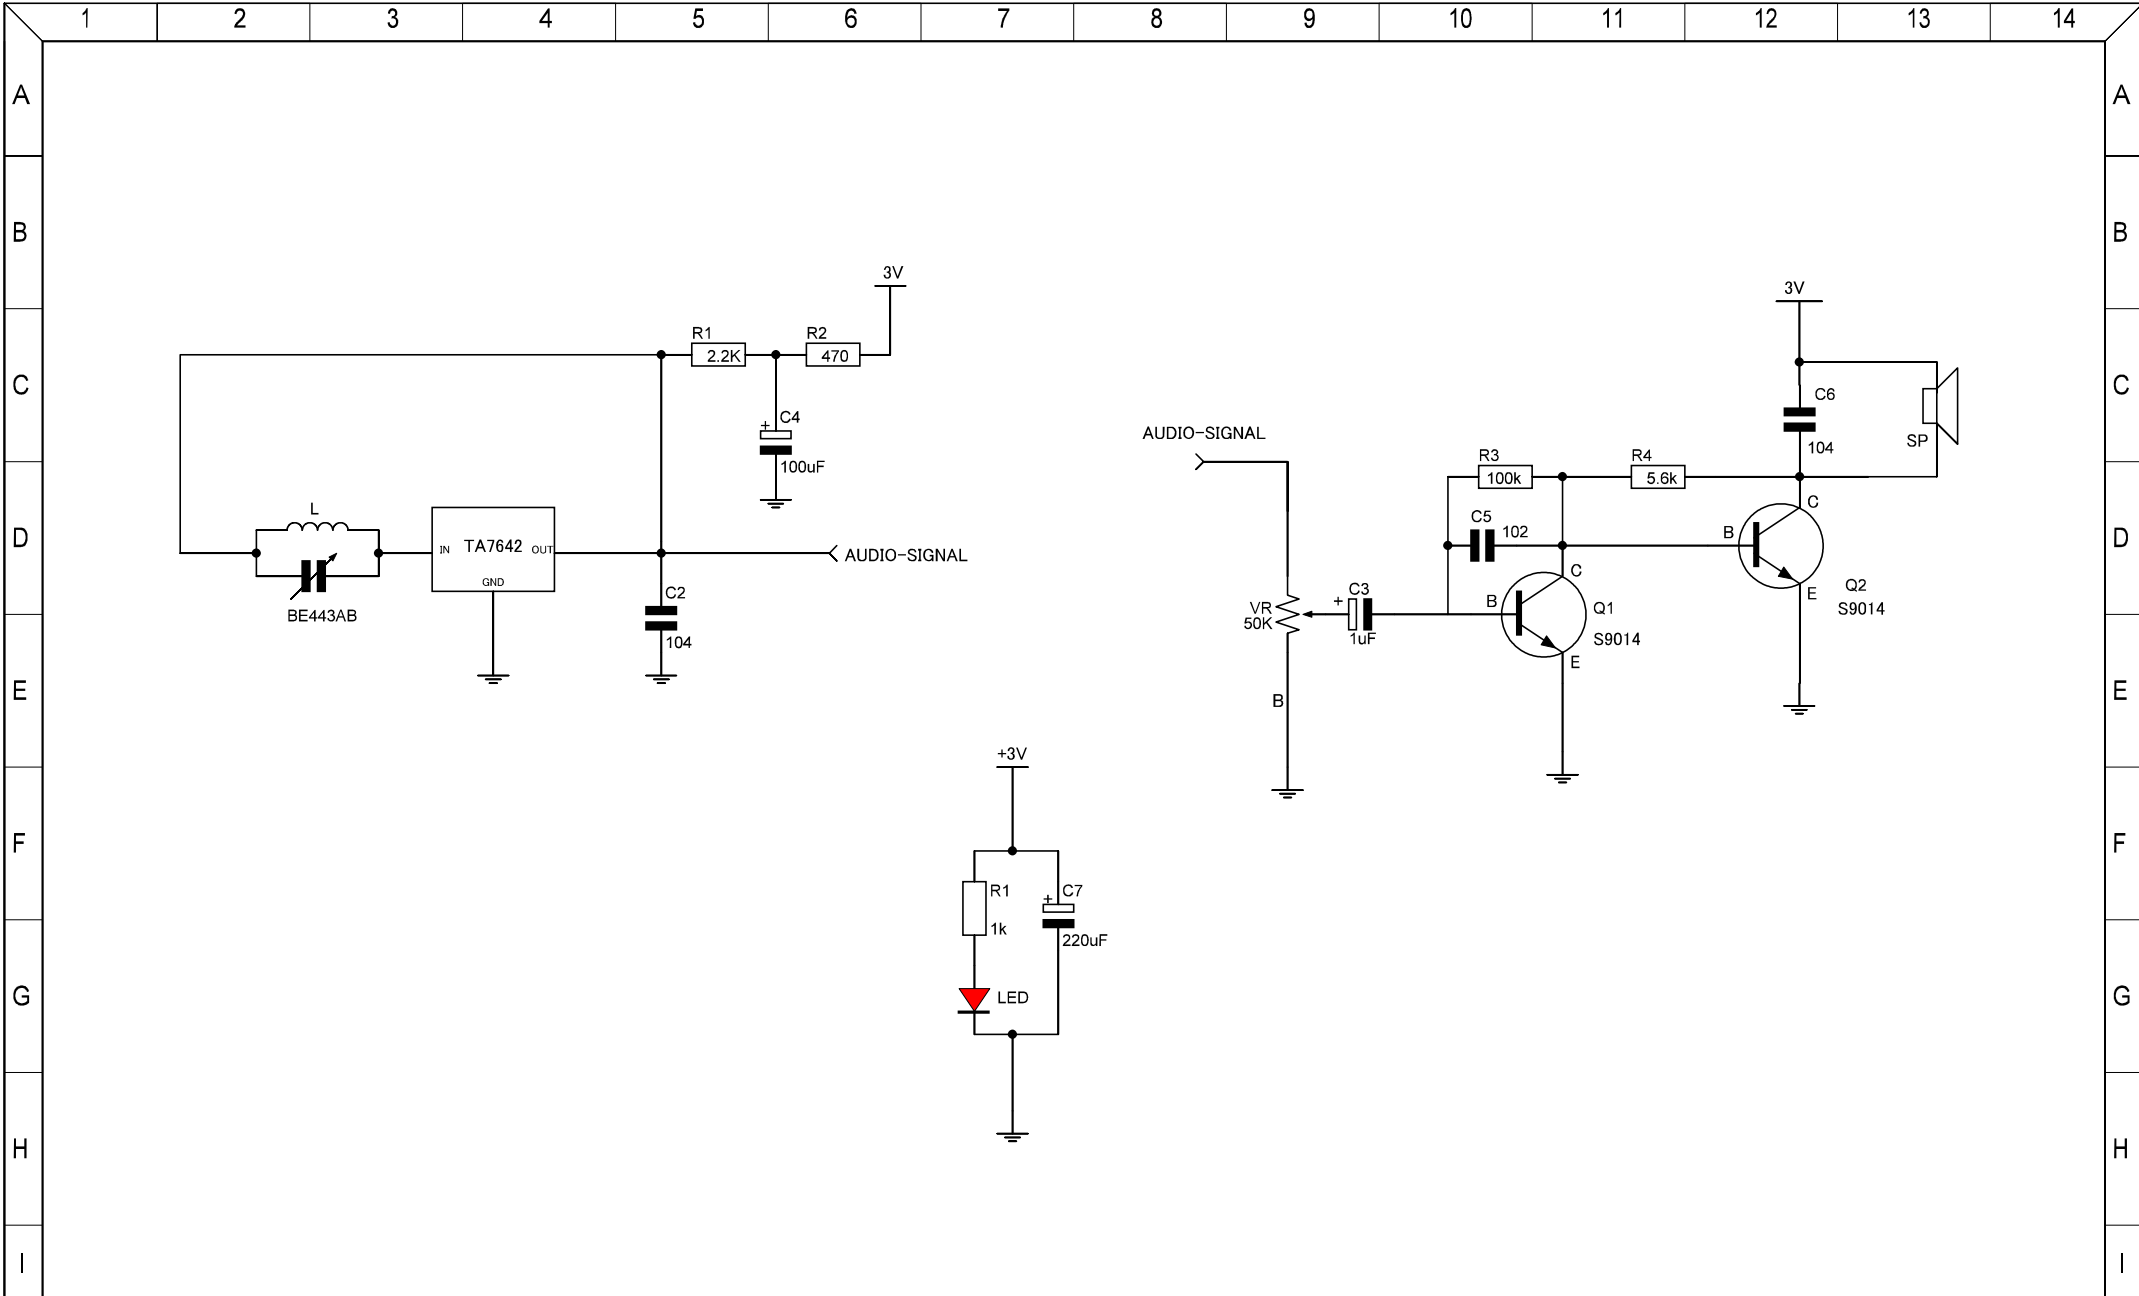 1 2 3 4 5 6 7 8 9 10 11 12 13 14
A A
B B
3V
3V
R1 R2
2.2K 470
C C
C4
+
100uF
C6
104
SP
AUDIO-SIGNAL
R3 R4
100k 5.6k
C
L
C5 102
B
D D
IN TA7642 OUT
GND
AUDIO-SIGNAL
C
Q2
E
S9014
BE443AB
C2
104
VR
50K
+ C3
1uF
B
Q1
S9014
E
E E
B
+3V
F F
R1
1k
+ C7
220uF
G G
LED
H H
I I